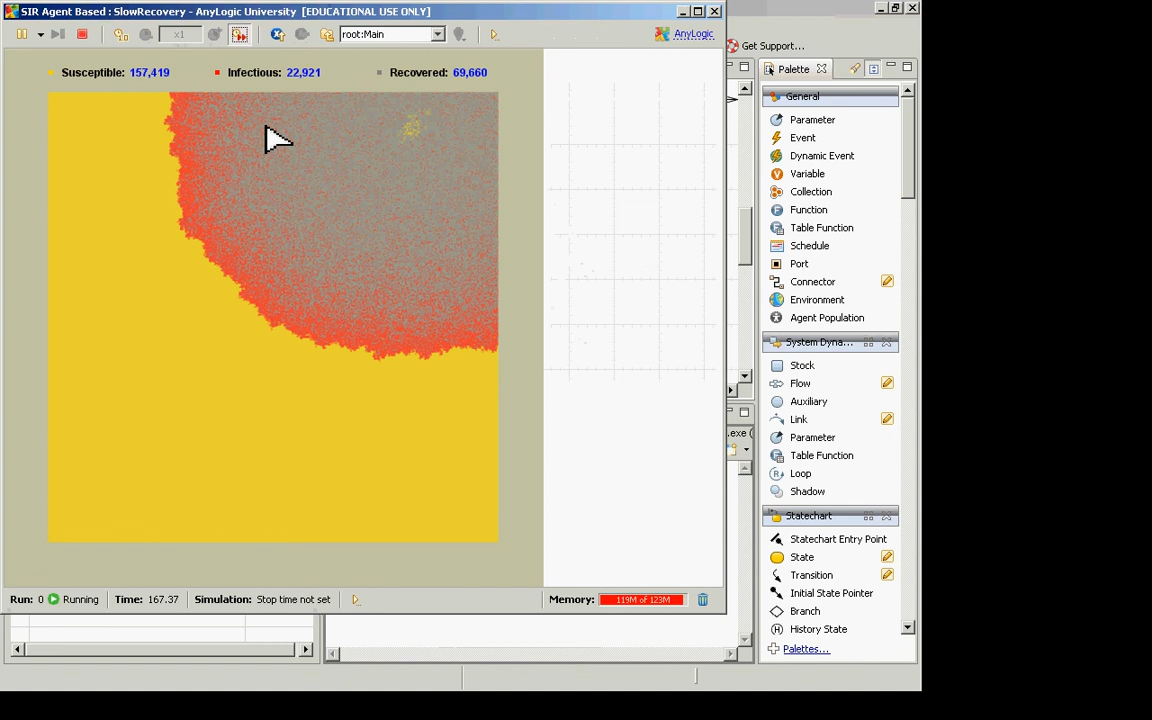 SIR Agent Based : SlowRecovery - AnyLogic University [EDUCATIONAL USE ONLY]
x1
root:Main
AnyLogic
Get Support...
Susceptible: 157,419
Infectious: 22,921
Recovered: 69,660
Palette
General
Parameter
Event
Dynamic Event
Variable
Collection
Function
Table Function
Schedule
Port
Connector
Environment
Agent Population
System Dyna...
Stock
Flow
Auxiliary
Link
Parameter
Table Function
Loop
Shadow
Statechart
Statechart Entry Point
State
Transition
Initial State Pointer
Branch
History State
Palettes...
.exe (
Run: 0 Running
Time: 167.37
Simulation: Stop time not set
Memory: 119M of 123M